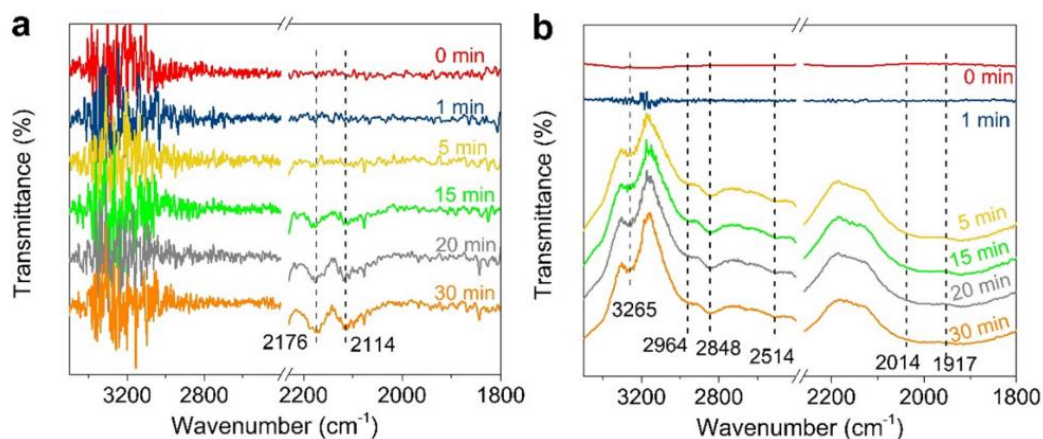 a
Transmittance (%)
0 min
1 min
5 min
15 min
20 min
30 min
2176
2114
3200
2800
2200
2000
1800
Wavenumber (cm⁻¹)
b
Transmittance (%)
0 min
1 min
5 min
15 min
20 min
30 min
3265
2964
2848
2514
2014
1917
3200
2800
2200
2000
1800
Wavenumber (cm⁻¹)